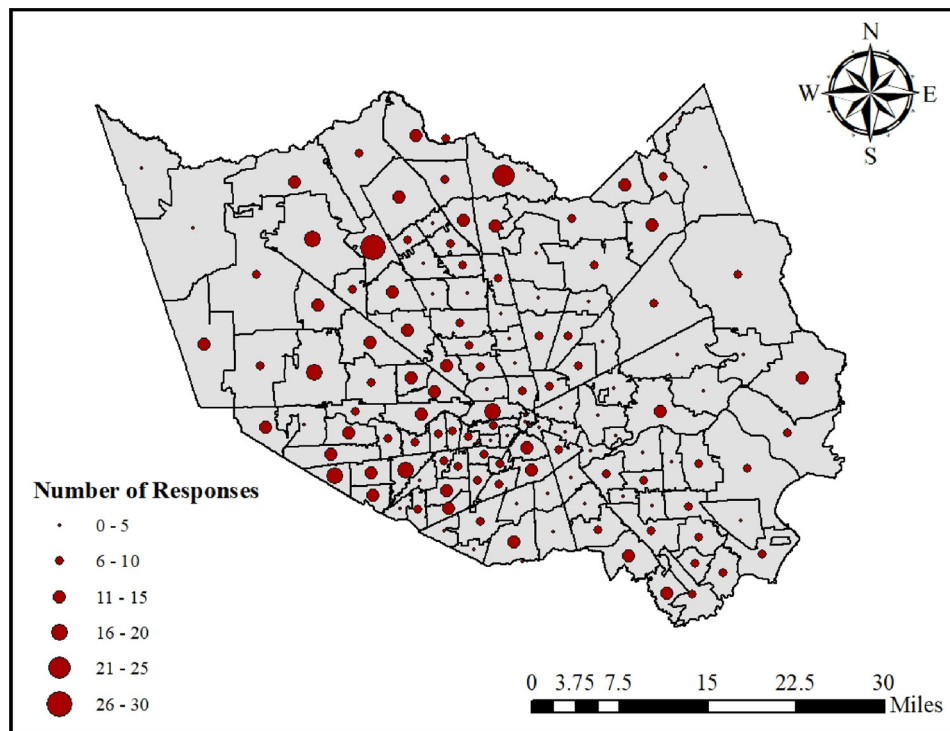 N
W E
S
Number of Responses
0 - 5
6 - 10
11 - 15
16 - 20
21 - 25
26 - 30
0 3.75 7.5 15 22.5 30
Miles